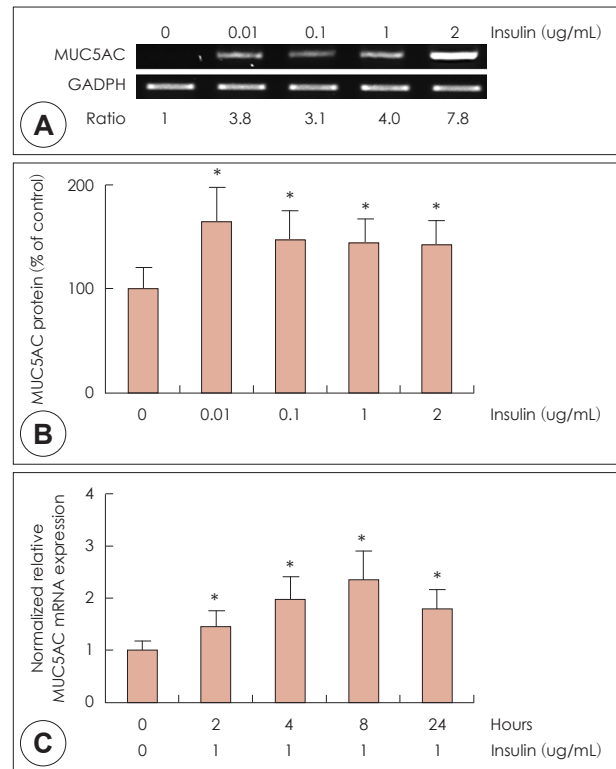 0 0.01 0.1 1 2 Insulin (ug/mL)
MUC5AC
GADPH
Ratio 1 3.8 3.1 4.0 7.8
A
MUC5AC protein (% of control)
200
100
0
* * * *
0 0.01 0.1 1 2 Insulin (ug/mL)
B
Normalized relative
MUC5AC mRNA expression
4
3
2
1
0
* * * *
0 2 4 8 24 Hours
0 1 1 1 1 Insulin (ug/mL)
C